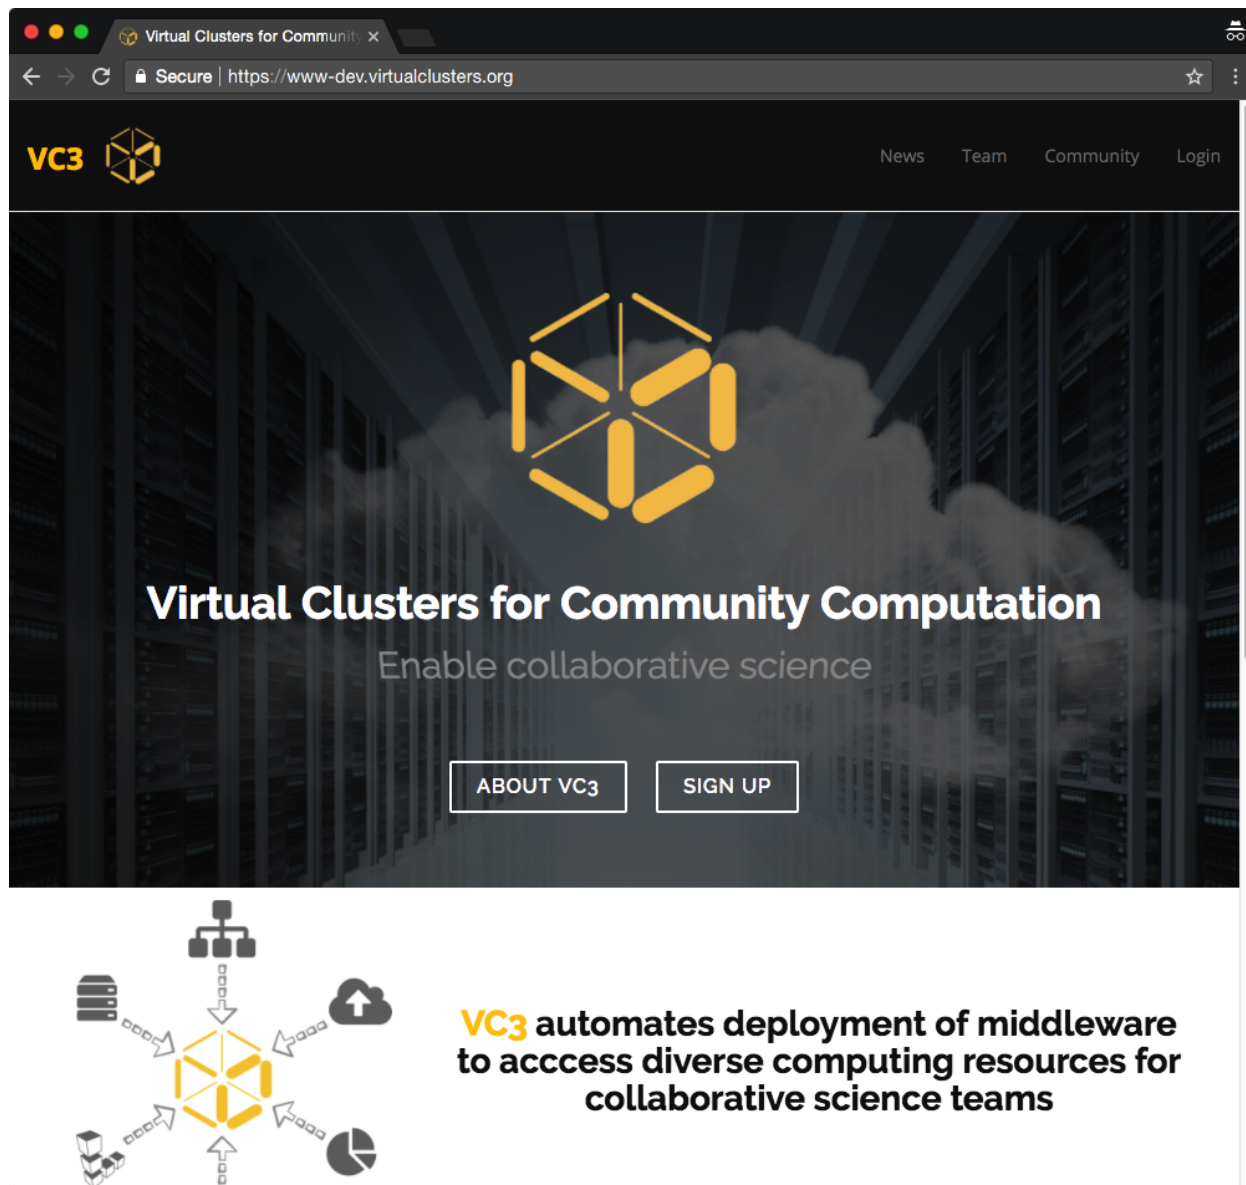 Virtual Clusters for Community
Secure | https://www-dev.virtualclusters.org
VC3 News Team Community Login
Virtual Clusters for Community Computation
Enable collaborative science
ABOUT VC3 SIGN UP
VC3 automates deployment of middleware
to acccess diverse computing resources for
collaborative science teams